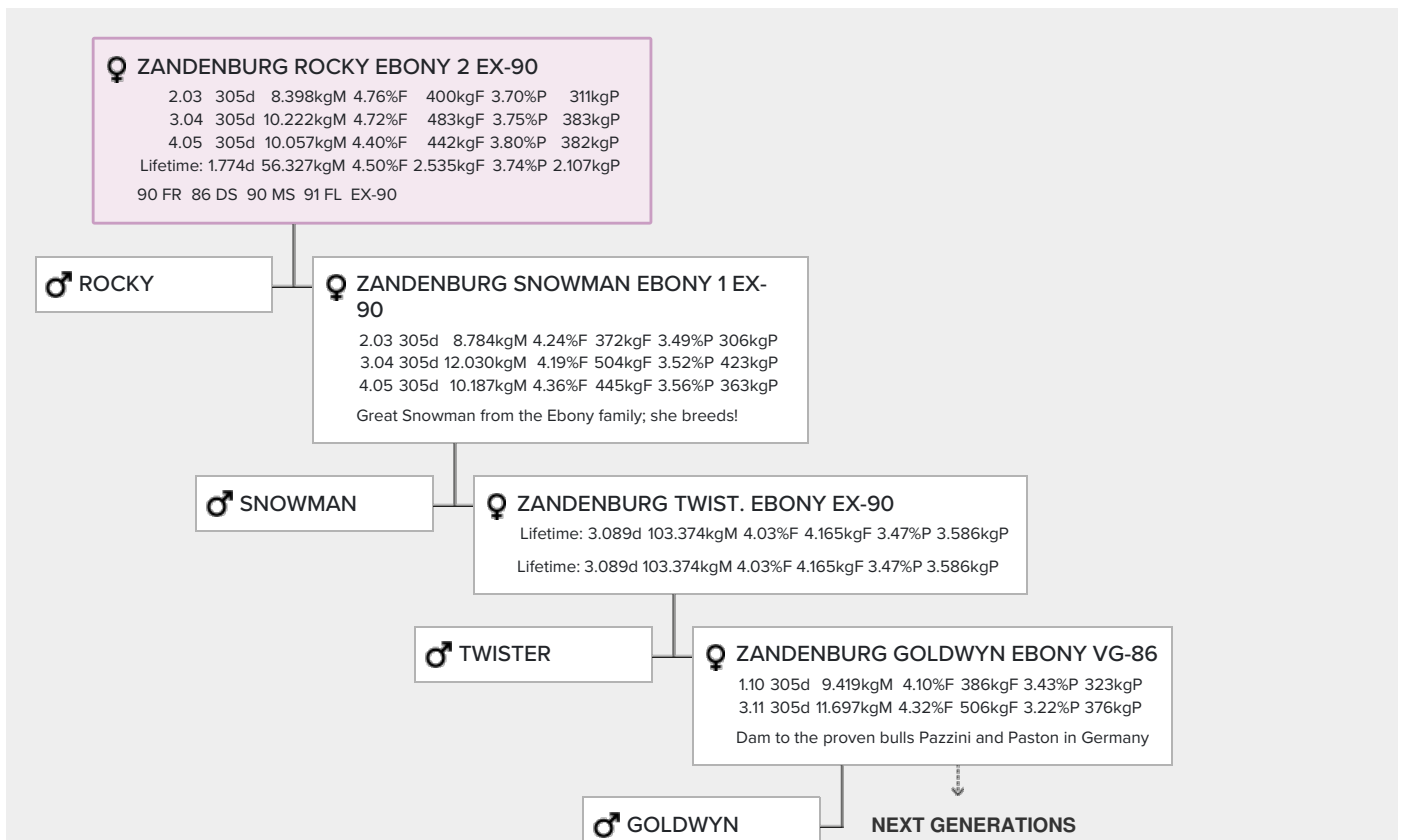 ZANDENBURG ROCKY EBONY 2 EX-90
2.03 305d 8.398kgM 4.76%F 400kgF 3.70%P 311kgP
3.04 305d 10.222kgM 4.72%F 483kgF 3.75%P 383kgP
4.05 305d 10.057kgM 4.40%F 442kgF 3.80%P 382kgP
Lifetime: 1.774d 56.327kgM 4.50%F 2.535kgF 3.74%P 2.107kgP
90 FR 86 DS 90 MS 91 FL EX-90
ROCKY
ZANDENBURG SNOWMAN EBONY 1 EX-
90
2.03 305d 8.784kgM 4.24%F 372kgF 3.49%P 306kgP
3.04 305d 12.030kgM 4.19%F 504kgF 3.52%P 423kgP
4.05 305d 10.187kgM 4.36%F 445kgF 3.56%P 363kgP
Great Snowman from the Ebony family; she breeds!
SNOWMAN
ZANDENBURG TWIST. EBONY EX-90
Lifetime: 3.089d 103.374kgM 4.03%F 4.165kgF 3.47%P 3.586kgP
Lifetime: 3.089d 103.374kgM 4.03%F 4.165kgF 3.47%P 3.586kgP
TWISTER
ZANDENBURG GOLDWYN EBONY VG-86
1.10 305d 9.419kgM 4.10%F 386kgF 3.43%P 323kgP
3.11 305d 11.697kgM 4.32%F 506kgF 3.22%P 376kgP
Dam to the proven bulls Pazzini and Paston in Germany
GOLDWYN
NEXT GENERATIONS